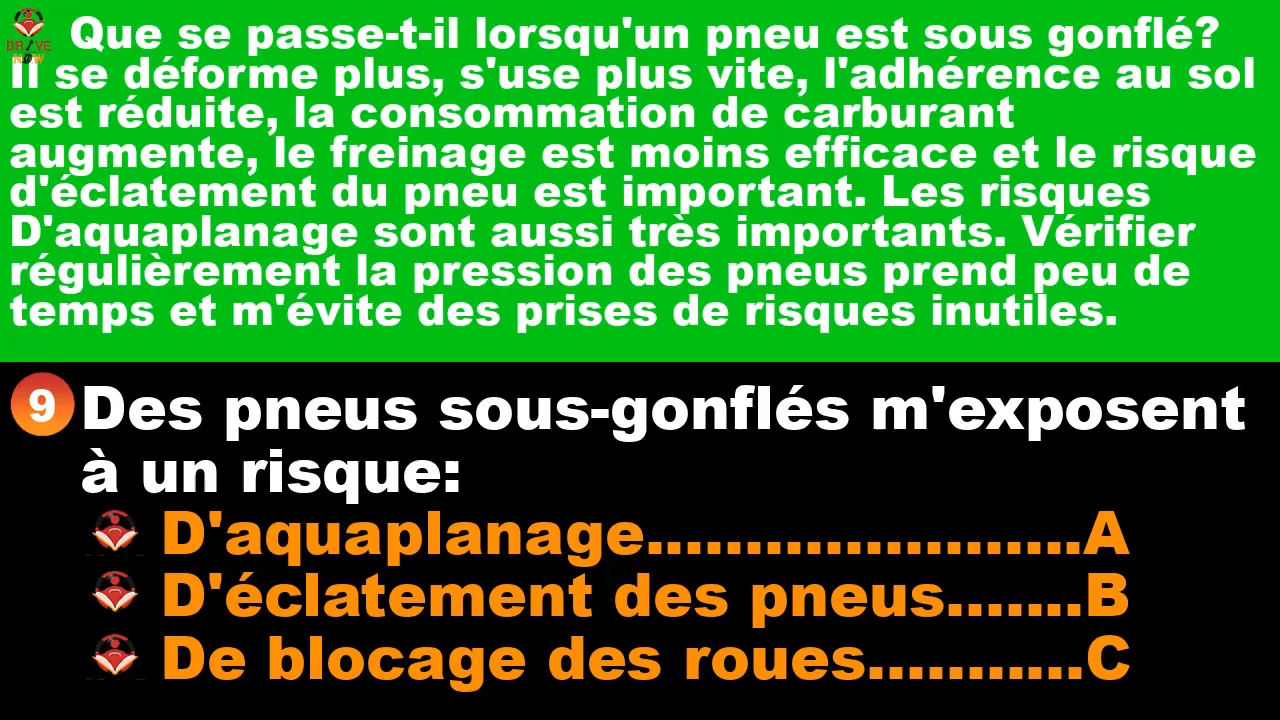 DRIVE
NOW
Que se passe-t-il lorsqu'un pneu est sous gonflé?
Il se déforme plus, s'use plus vite, l'adhérence au sol
est réduite, la consommation de carburant
augmente, le freinage est moins efficace et le risque
d'éclatement du pneu est important. Les risques
D'aquaplanage sont aussi très importants. Vérifier
régulièrement la pression des pneus prend peu de
temps et m'évite des prises de risques inutiles.
9 Des pneus sous-gonflés m'exposent
à un risque:
D'aquaplanage......................A
D'éclatement des pneus.......B
De blocage des roues...........C